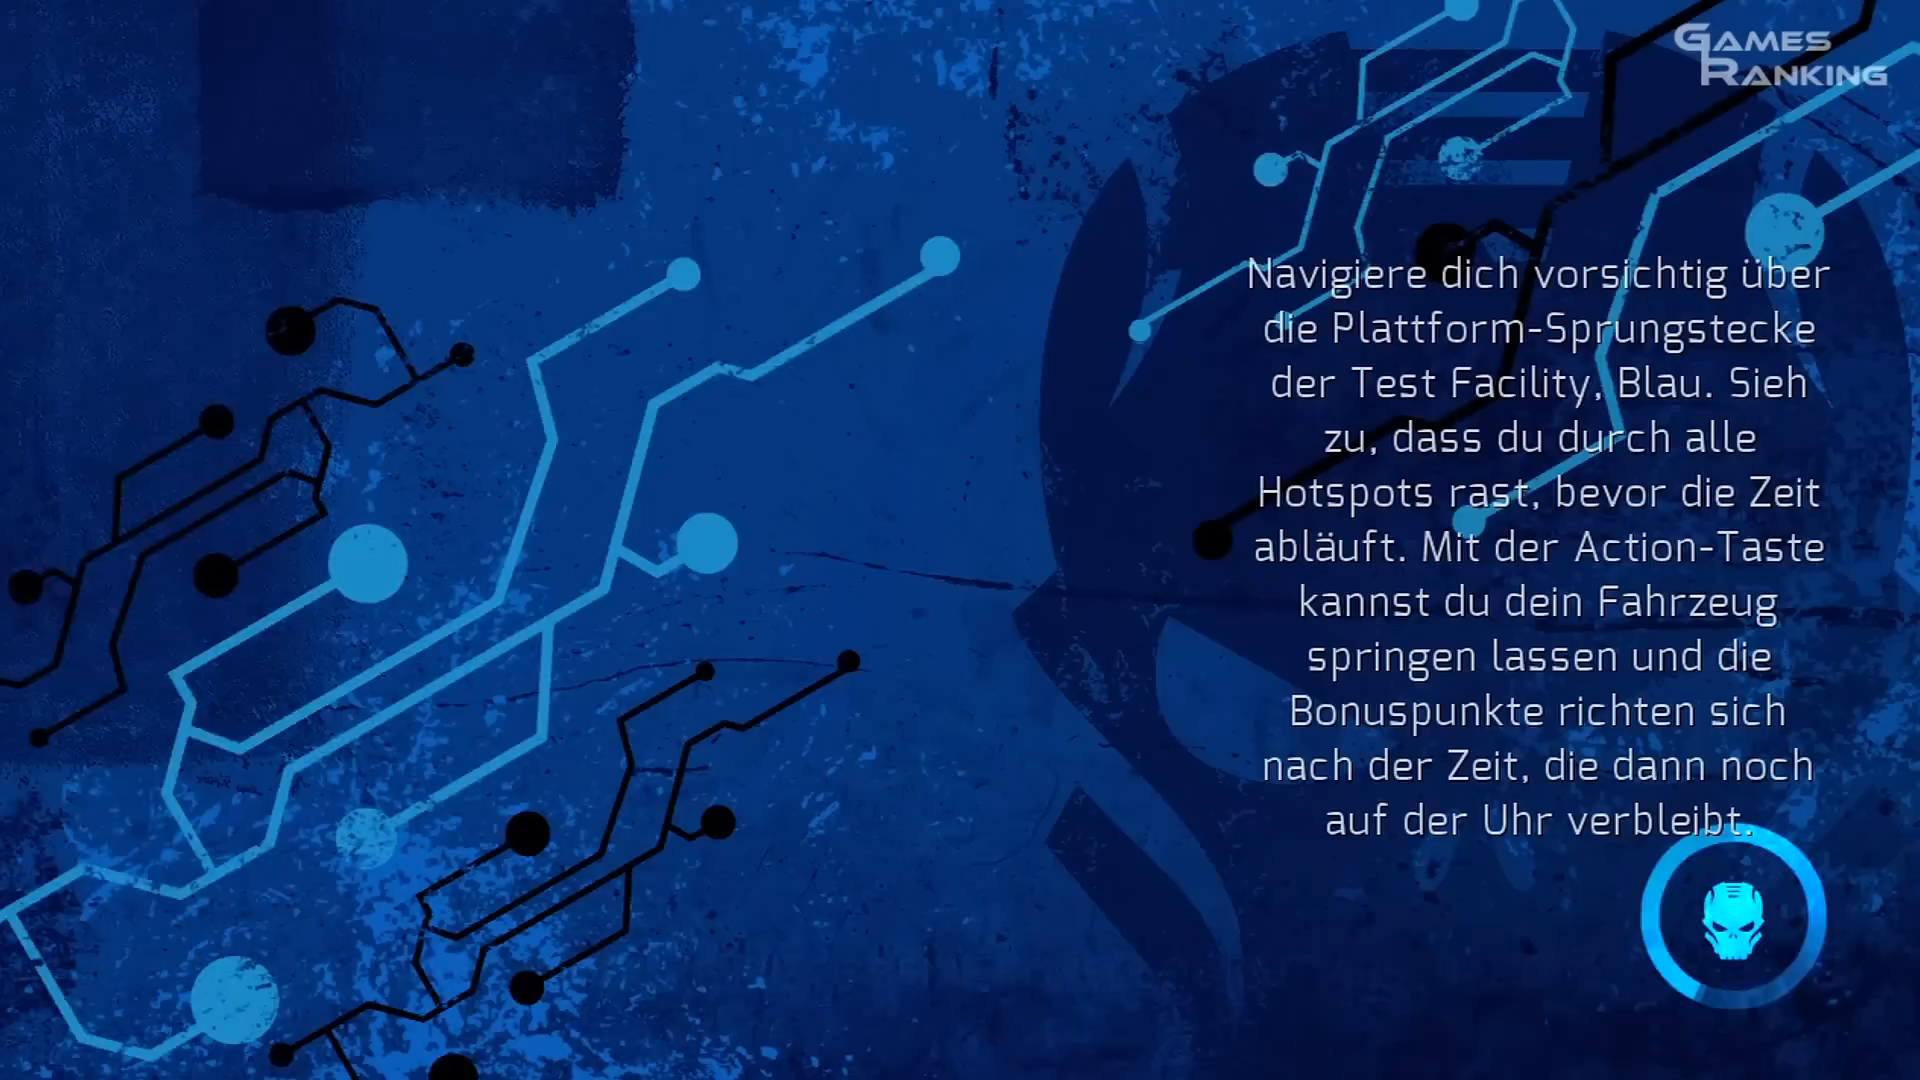 GAMES
RANKING
Navigiere dich vorsichtig über
die Plattform-Sprungstecke
der Test Facility, Blau. Sieh
zu, dass du durch alle
Hotspots rast, bevor die Zeit
abläuft. Mit der Action-Taste
kannst du dein Fahrzeug
springen lassen und die
Bonuspunkte richten sich
nach der Zeit, die dann noch
auf der Uhr verbleibt.